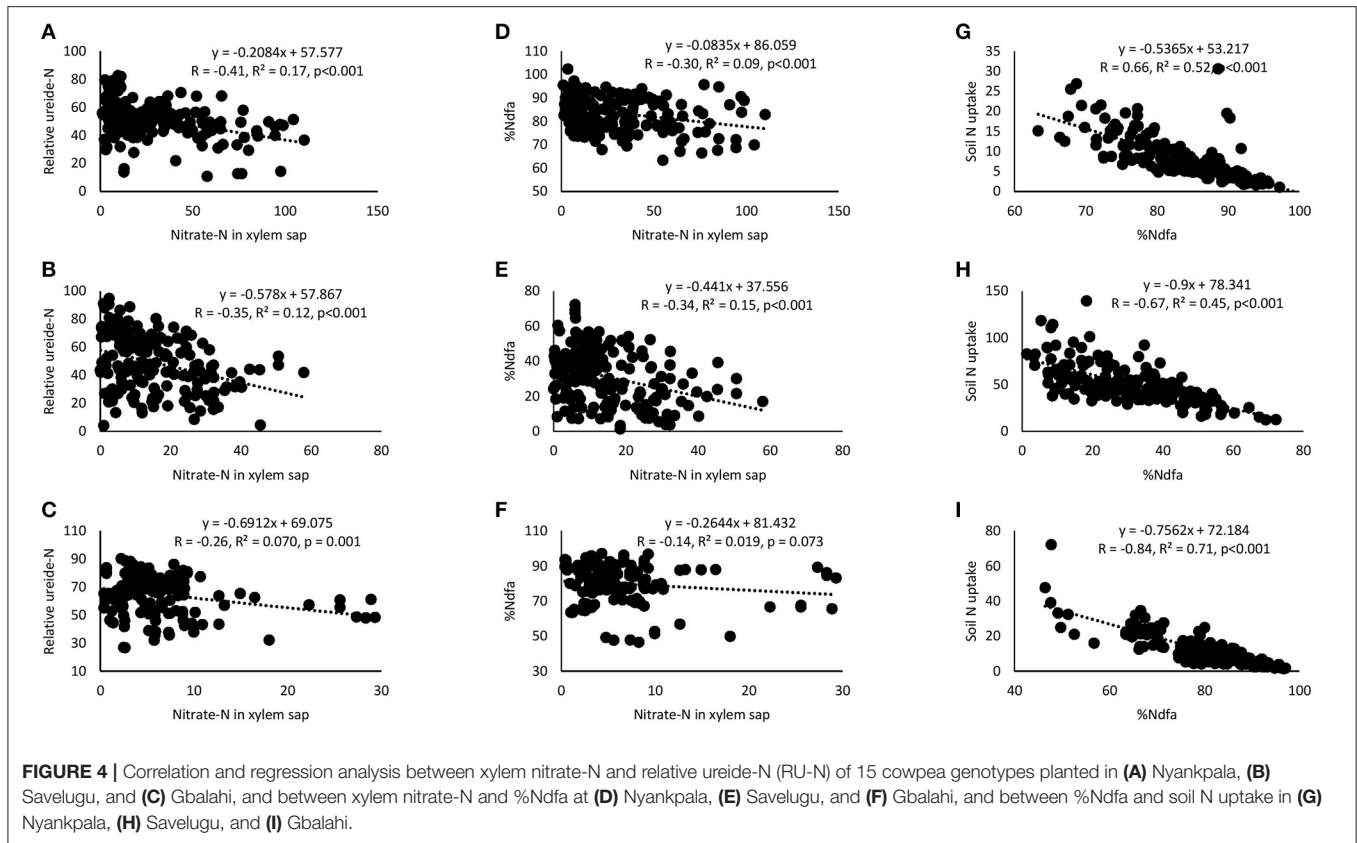 A
y = -0.2084x + 57.577
R = -0.41, R² = 0.17, p<0.001
Relative ureide-N
100
80
60
40
20
0
0 50 100 150
Nitrate-N in xylem sap
D
y = -0.0835x + 86.059
R = -0.30, R² = 0.09, p<0.001
%Ndfa
110
100
90
80
70
60
50
0 50 100 150
Nitrate-N in xylem sap
G
y = -0.5365x + 53.217
R = 0.66, R² = 0.52, <0.001
Soil N uptake
35
30
25
20
15
10
5
0
60 70 80 90 100
%Ndfa
B
y = -0.578x + 57.867
R = -0.35, R² = 0.12, p<0.001
Relative ureide-N
100
80
60
40
20
0
0 20 40 60 80
Nitrate-N in xylem sap
E
y = -0.441x + 37.556
R = -0.34, R² = 0.15, p<0.001
%Ndfa
80
60
40
20
0
0 20 40 60 80
Nitrate-N in xylem sap
H
y = -0.9x + 78.341
R = -0.67, R² = 0.45, p<0.001
Soil N uptake
150
100
50
0
0 20 40 60 80
%Ndfa
C
y = -0.6912x + 69.075
R = -0.26, R² = 0.070, p = 0.001
Relative ureide-N
110
90
70
50
30
10
0 10 20 30
Nitrate-N in xylem sap
F
y = -0.2644x + 81.432
R = -0.14, R² = 0.019, p = 0.073
%Ndfa
110
90
70
50
30
0 10 20 30
Nitrate-N in xylem sap
I
y = -0.7562x + 72.184
R = -0.84, R² = 0.71, p<0.001
Soil N uptake
80
60
40
20
0
40 60 80 100
%Ndfa
FIGURE 4 | Correlation and regression analysis between xylem nitrate-N and relative ureide-N (RU-N) of 15 cowpea genotypes planted in (A) Nyankpala, (B)
Savelugu, and (C) Gbalahi, and between xylem nitrate-N and %Ndfa at (D) Nyankpala, (E) Savelugu, and (F) Gbalahi, and between %Ndfa and soil N uptake in (G)
Nyankpala, (H) Savelugu, and (I) Gbalahi.